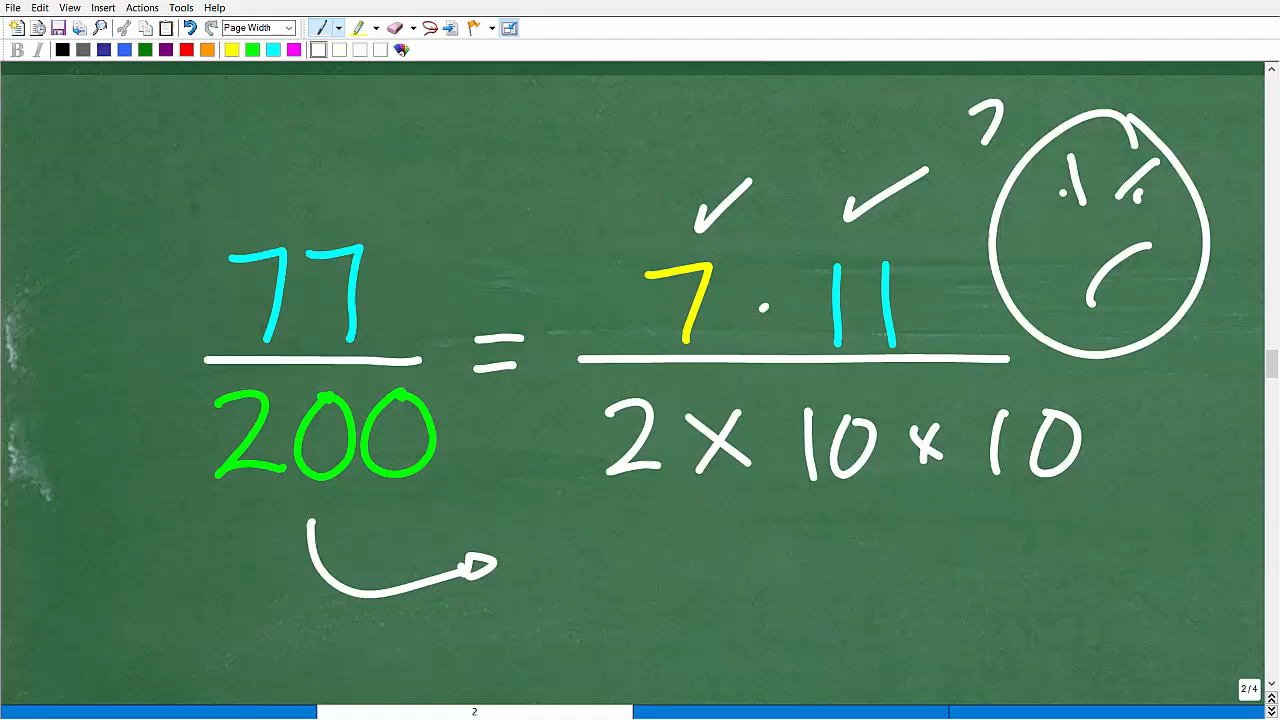 File Edit View Insert Actions Tools Help
Page Width
B I
?
77 = 7 · 11
200 2 X 10 x 10
2/4
2